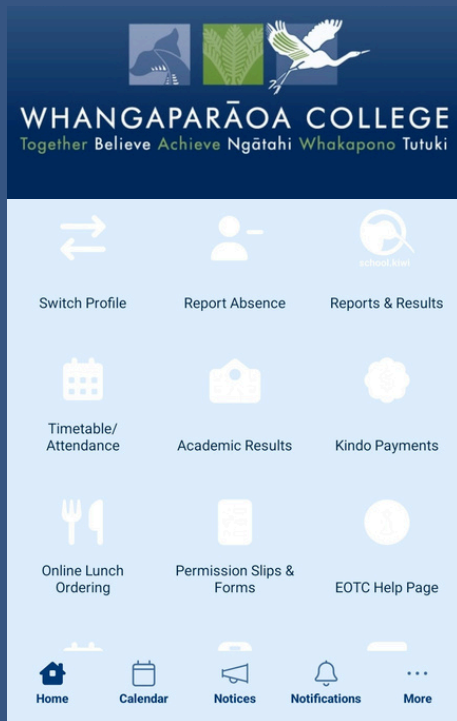 WHANGAPARĀOA COLLEGE
Together Believe Achieve Ngātahi Whakapono Tutuki
school.kiwi
Switch Profile
Report Absence
Reports & Results
Timetable/
Attendance
Academic Results
Kindo Payments
Online Lunch
Ordering
Permission Slips &
Forms
EOTC Help Page
Home
Calendar
Notices
Notifications
More